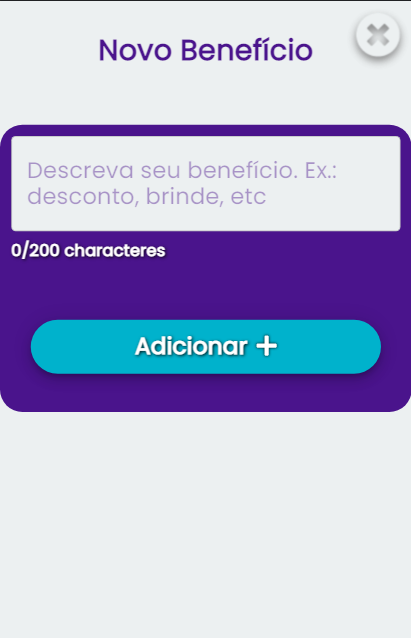 Novo Benefício
Descreva seu benefício. Ex.:
desconto, brinde, etc
0/200 characteres
Adicionar +